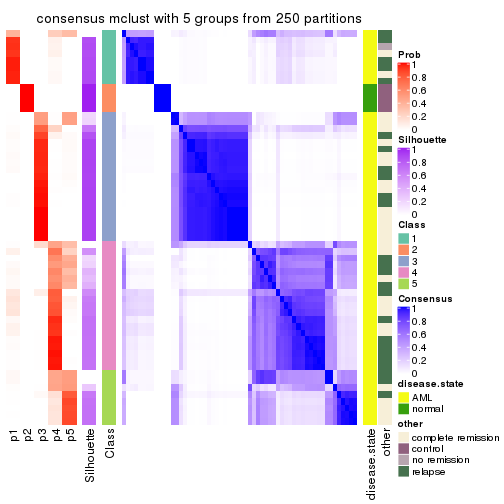 consensus mclust with 5 groups from 250 partitions
p1
p2
p3
p4
p5
Silhouette
Class
disease.state
other
Prob
1
0.8
0.6
0.4
0.2
0
Silhouette
1
0.8
0.6
0.4
0.2
0
Class
1
2
3
4
5
Consensus
1
0.8
0.6
0.4
0.2
0
disease.state
AML
normal
other
complete remission
control
no remission
relapse